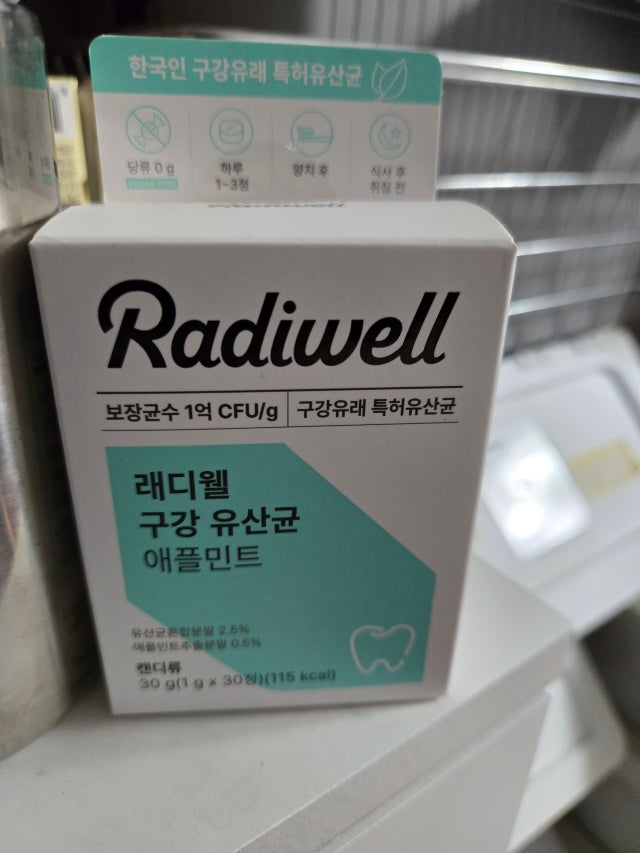 한국인 구강유래 특허유산균
당류 0 g
SUGAR FREE
하루
1~3정
양치 후
식사 후
취침 전
Radiwell
Radiwell
보장균수 1억 CFU/g
구강유래 특허유산균
래디웰
구강 유산균
애플민트
유산균혼합분말 2.5%
애플민트추출분말 0.5%
캔디류
30 g(1 g x 30정)(115 kcal)